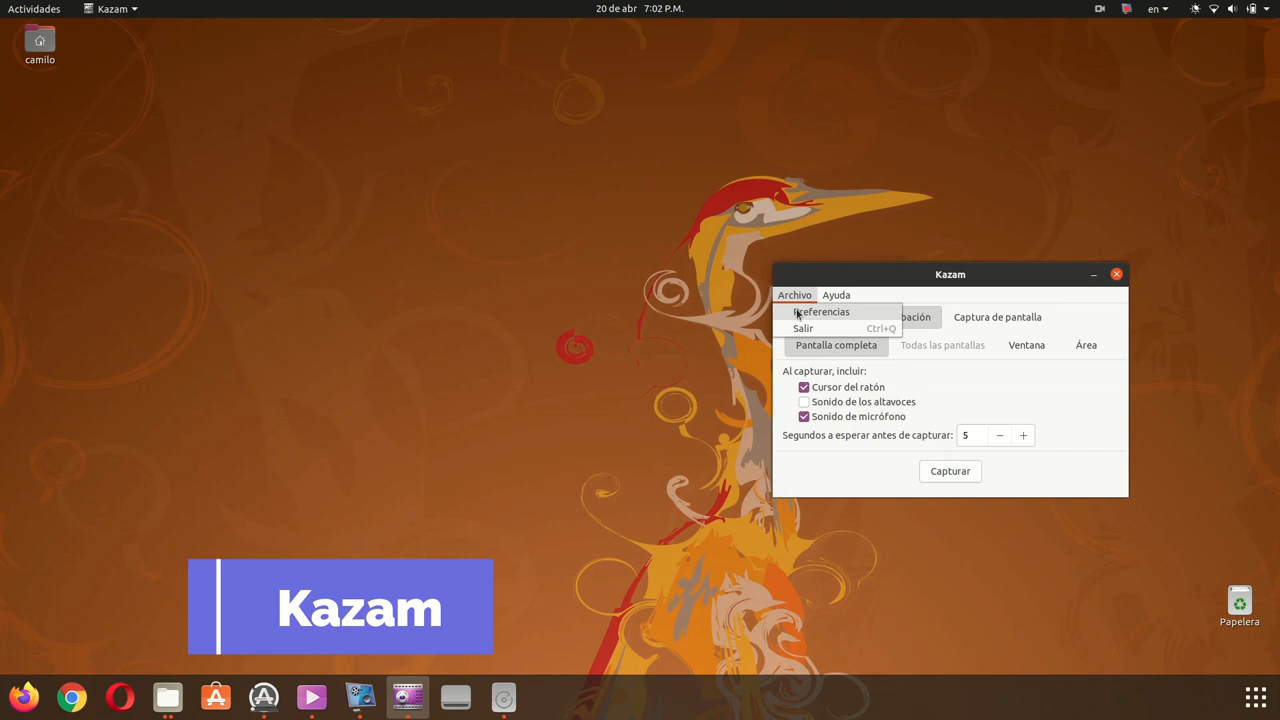 Actividades
Kazam
20 de abr 7:02 P.M.
en
camilo
Kazam
Archivo Ayuda
Preferencias
Salir Ctrl+Q
Captura de pantalla
Pantalla completa Todas las pantallas Ventana Área
Al capturar, incluir:
Cursor del ratón
Sonido de los altavoces
Sonido de micrófono
Segundos a esperar antes de capturar: 5
Capturar
Kazam
Papelera